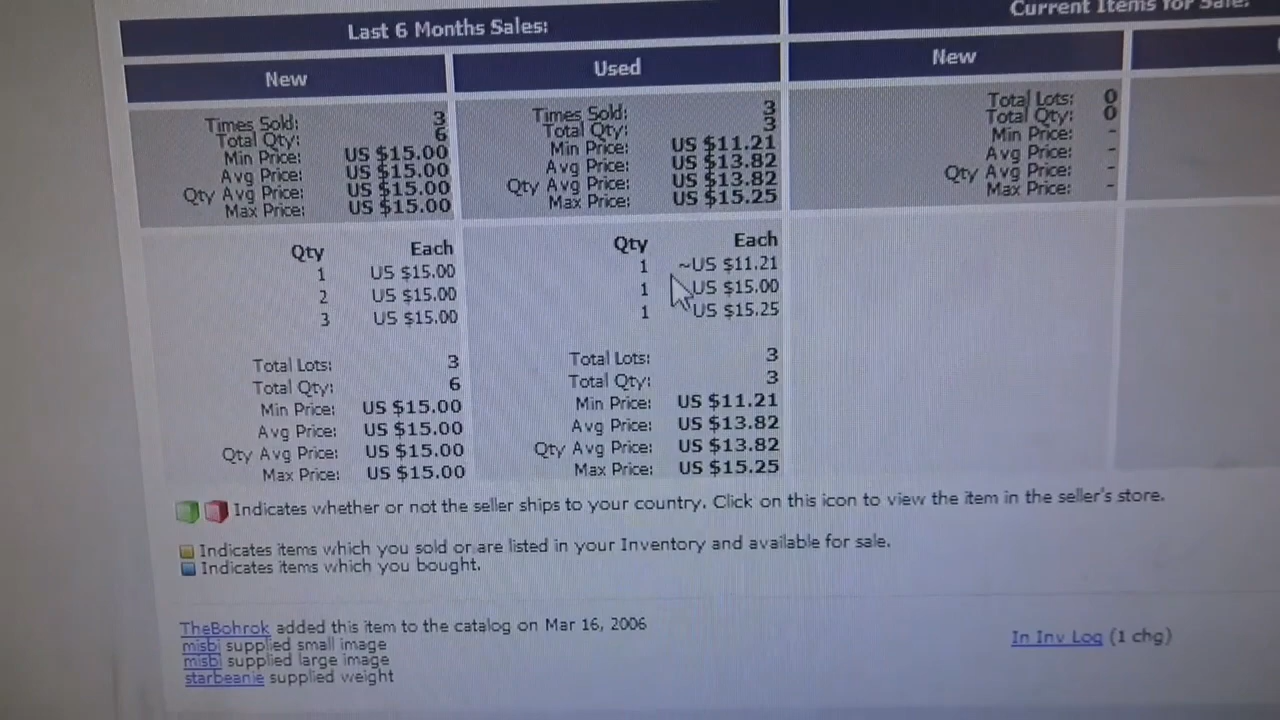 Last 6 Months Sales:
Current Items for Sale:
New
Used
New
Times Sold: 3
Total Qty: 6
Min Price: US $15.00
Avg Price: US $15.00
Qty Avg Price: US $15.00
Max Price: US $15.00
Times Sold: 3
Total Qty: 3
Min Price: US $11.21
Avg Price: US $13.82
Qty Avg Price: US $13.82
Max Price: US $15.25
Total Lots: 0
Total Qty: 0
Min Price: -
Avg Price: -
Qty Avg Price: -
Max Price: -
Qty Each
1 US $15.00
2 US $15.00
3 US $15.00
Total Lots: 3
Total Qty: 6
Min Price: US $15.00
Avg Price: US $15.00
Qty Avg Price: US $15.00
Max Price: US $15.00
Qty Each
1 ~US $11.21
1 US $15.00
1 US $15.25
Total Lots: 3
Total Qty: 3
Min Price: US $11.21
Avg Price: US $13.82
Qty Avg Price: US $13.82
Max Price: US $15.25
Indicates whether or not the seller ships to your country. Click on this icon to view the item in the seller's store.
Indicates items which you sold or are listed in your Inventory and available for sale.
Indicates items which you bought.
TheBohrok added this item to the catalog on Mar 16, 2006
misbi supplied small image
misbi supplied large image
starbeanie supplied weight
In Inv Log (1 chg)